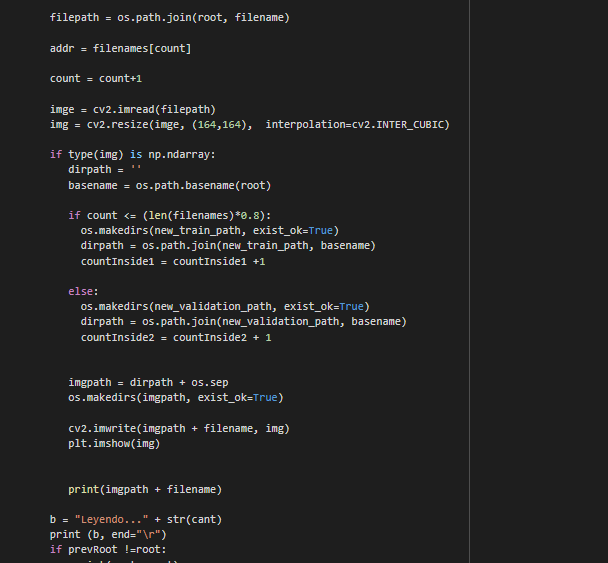 filepath = os.path.join(root, filename)
addr = filenames[count]
count = count+1
imge = cv2.imread(filepath)
img = cv2.resize(imge, (164,164),  interpolation=cv2.INTER_CUBIC)
if type(img) is np.ndarray:
dirpath = ''
basename = os.path.basename(root)
if count <= (len(filenames)*0.8):
os.makedirs(new_train_path, exist_ok=True)
dirpath = os.path.join(new_train_path, basename)
countInside1 = countInside1 +1
else:
os.makedirs(new_validation_path, exist_ok=True)
dirpath = os.path.join(new_validation_path, basename)
countInside2 = countInside2 + 1
imgpath = dirpath + os.sep
os.makedirs(imgpath, exist_ok=True)
cv2.imwrite(imgpath + filename, img)
plt.imshow(img)
print(imgpath + filename)
b = "Leyendo..." + str(cant)
print (b, end="\r")
if prevRoot !=root: